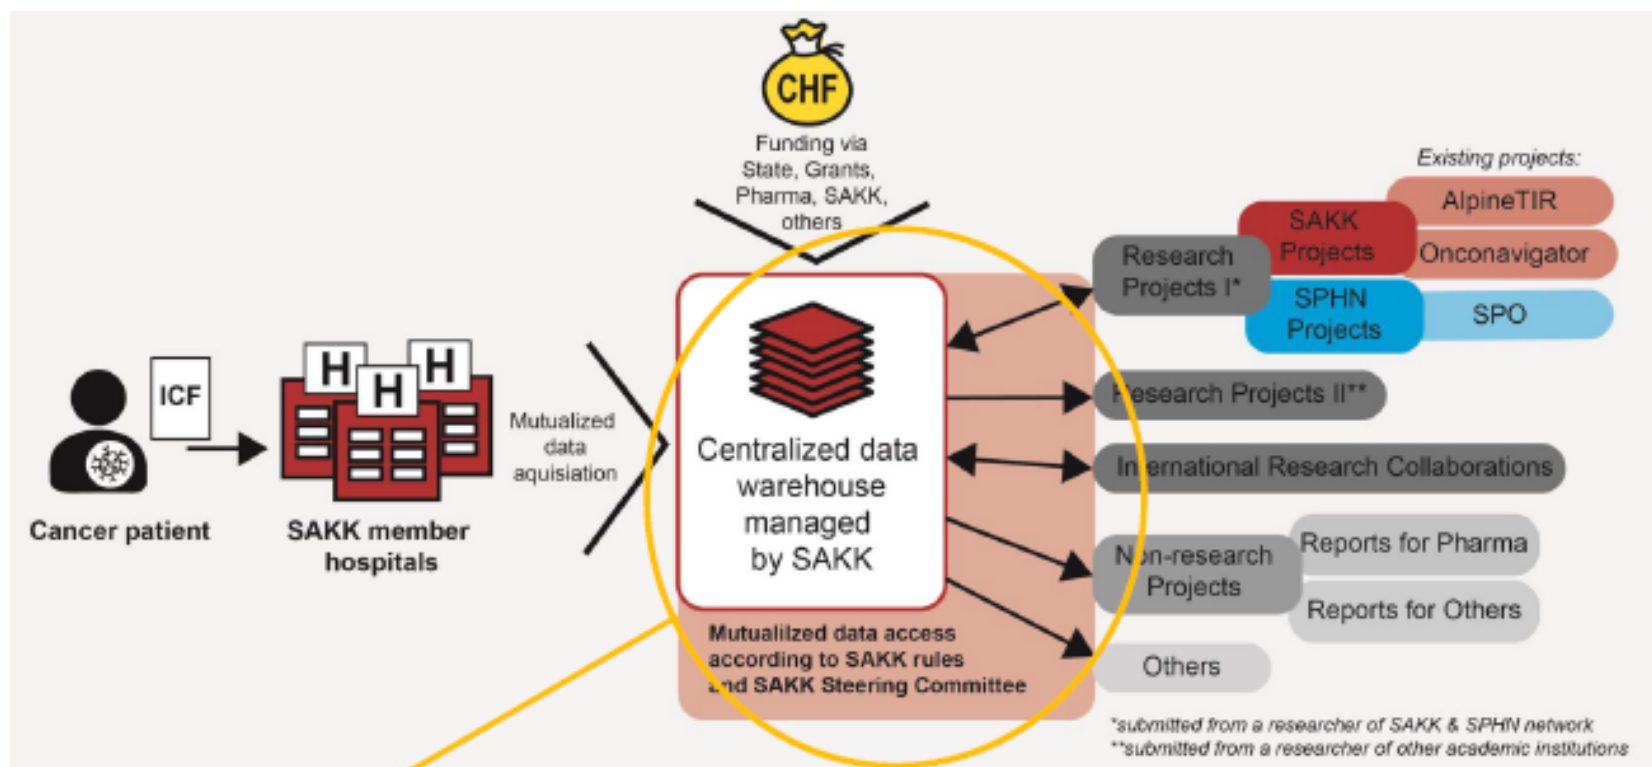 CHF
Funding via
State, Grants,
Pharma, SAKK,
others
Existing projects:
AlpineTIR
SAKK
Projects
Onconavigator
Research
Projects I*
SPHN
Projects
SPO
ICF
H
H
H
Mutualized
data
aquisiation
Cancer patient
SAKK member
hospitals
Centralized data
warehouse
managed
by SAKK
Research Projects II**
International Research Collaborations
Non-research
Projects
Reports for Pharma
Reports for Others
Others
Mutualilzed data access
according to SAKK rules
and SAKK Steering Committee
*submitted from a researcher of SAKK & SPHN network
**submitted from a researcher of other academic institutions